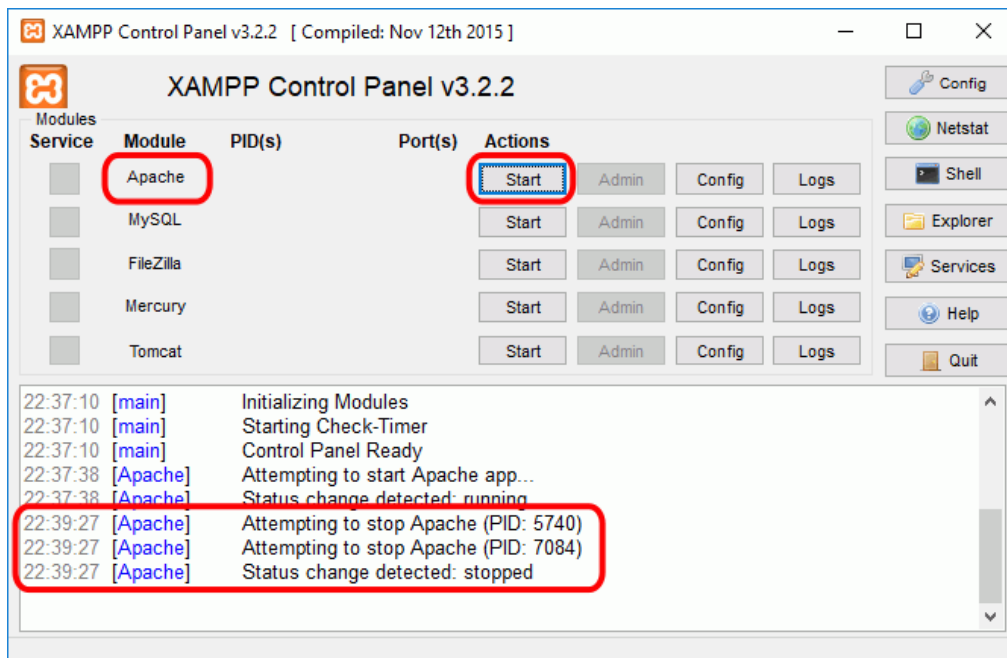 XAMPP Control Panel v3.2.2 [ Compiled: Nov 12th 2015 ]
XAMPP Control Panel v3.2.2
Config
Modules
Service Module PID(s) Port(s) Actions
Netstat
Apache Start Admin Config Logs
Shell
MySQL Start Admin Config Logs
Explorer
FileZilla Start Admin Config Logs
Services
Mercury Start Admin Config Logs
Help
Tomcat Start Admin Config Logs
Quit
22:37:10 [main] Initializing Modules
22:37:10 [main] Starting Check-Timer
22:37:10 [main] Control Panel Ready
22:37:38 [Apache] Attempting to start Apache app...
22:37:38 [Apache] Status change detected: running
22:39:27 [Apache] Attempting to stop Apache (PID: 5740)
22:39:27 [Apache] Attempting to stop Apache (PID: 7084)
22:39:27 [Apache] Status change detected: stopped